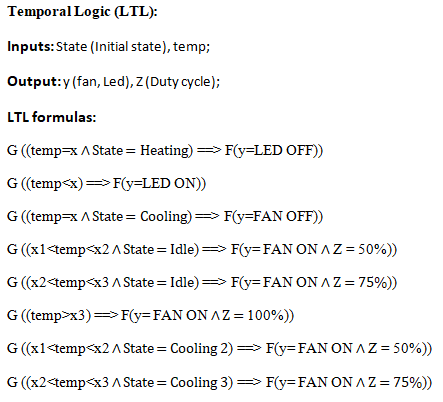 Temporal Logic (LTL):
Inputs: State (Initial state), temp;
Output: y (fan, Led), Z (Duty cycle);
LTL formulas:
G ((temp=x ∧ State = Heating) ⟹ F(y=LED OFF))
G ((temp<x) ⟹ F(y=LED ON))
G ((temp=x ∧ State = Cooling) ⟹ F(y=FAN OFF))
G ((x1<temp<x2 ∧ State = Idle) ⟹ F(y= FAN ON ∧ Z = 50%))
G ((x2<temp<x3 ∧ State = Idle) ⟹ F(y= FAN ON ∧ Z = 75%))
G ((temp>x3) ⟹ F(y= FAN ON ∧ Z = 100%))
G ((x1<temp<x2 ∧ State = Cooling 2) ⟹ F(y= FAN ON ∧ Z = 50%))
G ((x2<temp<x3 ∧ State = Cooling 3) ⟹ F(y= FAN ON ∧ Z = 75%))